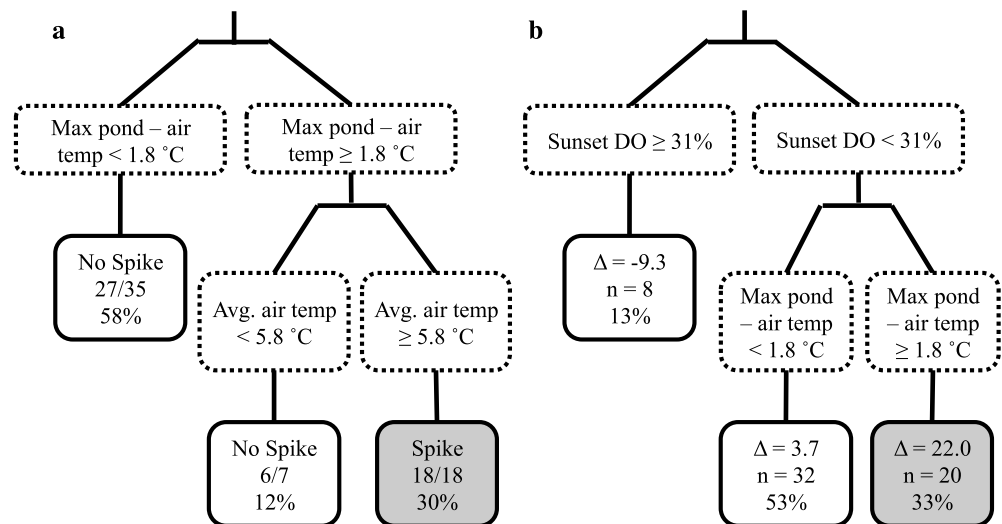 a
Max pond – air
temp < 1.8 ˚C
Max pond – air
temp ≥ 1.8 ˚C
No Spike
27/35
58%
Avg. air temp
< 5.8 ˚C
Avg. air temp
≥ 5.8 ˚C
No Spike
6/7
12%
Spike
18/18
30%
b
Sunset DO ≥ 31%
Sunset DO < 31%
Δ = -9.3
n = 8
13%
Max pond
– air temp
< 1.8 ˚C
Max pond
– air temp
≥ 1.8 ˚C
Δ = 3.7
n = 32
53%
Δ = 22.0
n = 20
33%